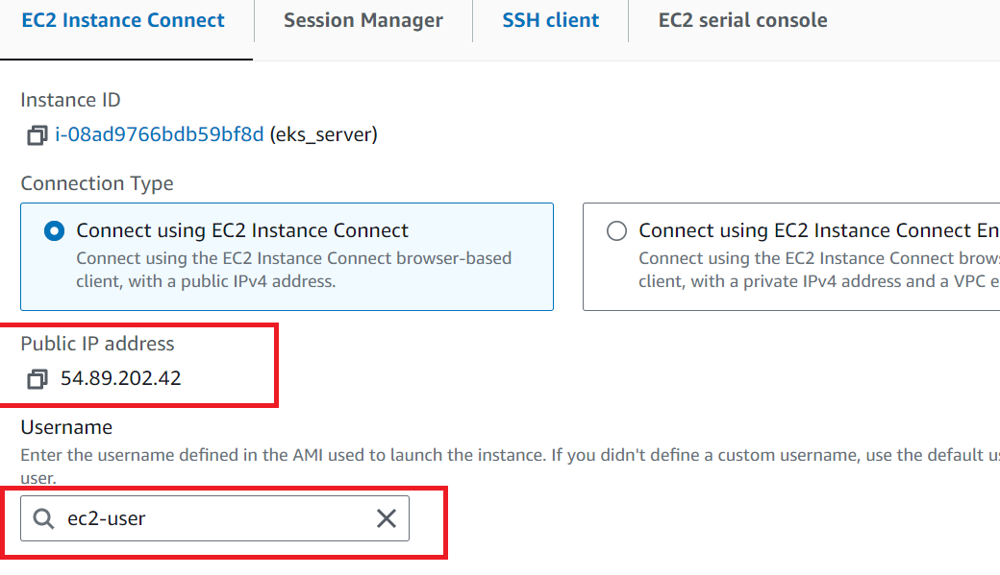 EC2 Instance Connect Session Manager SSH client EC2 serial console
Instance ID
i-08ad9766bdb59bf8d (eks_server)
Connection Type
Connect using EC2 Instance Connect
Connect using the EC2 Instance Connect browser-based
client, with a public IPv4 address.
Connect using EC2 Instance Connect En
Connect using the EC2 Instance Connect brow
client, with a private IPv4 address and a VPC e
Public IP address
54.89.202.42
Username
Enter the username defined in the AMI used to launch the instance. If you didn't define a custom username, use the default us
user.
ec2-user